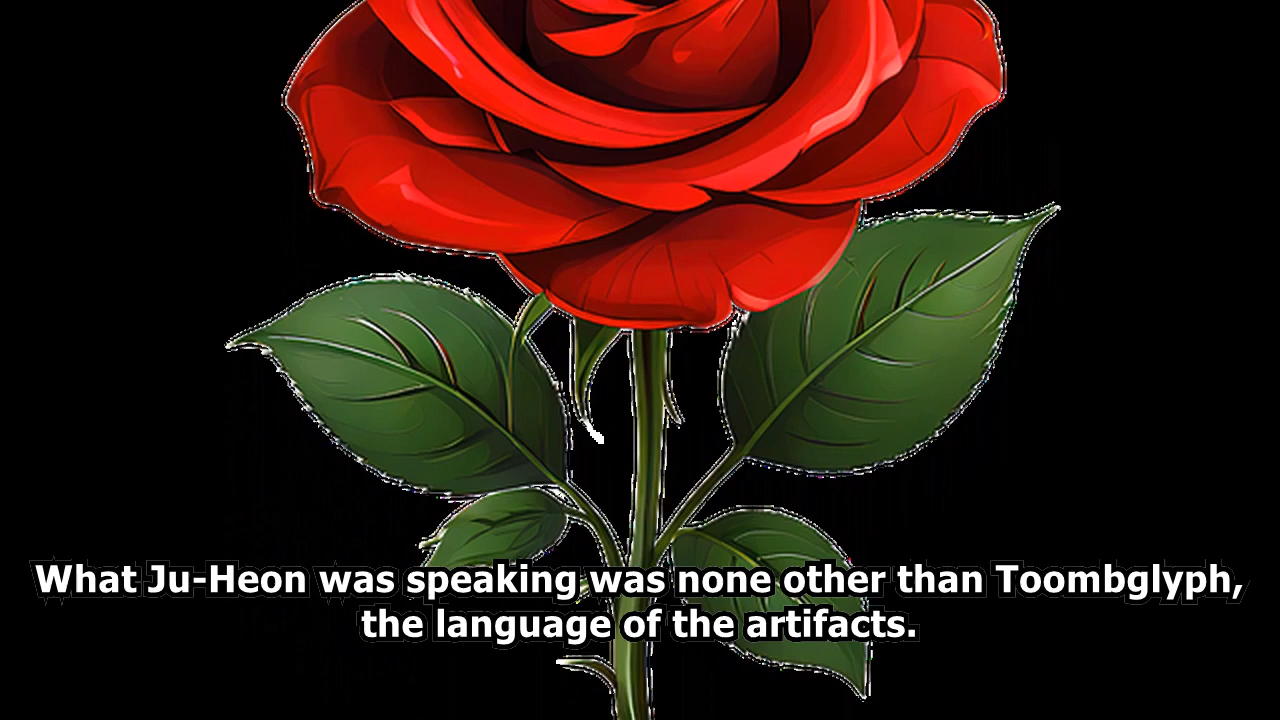 What Ju-Heon was speaking was none other than Toombglyph,
the language of the artifacts.